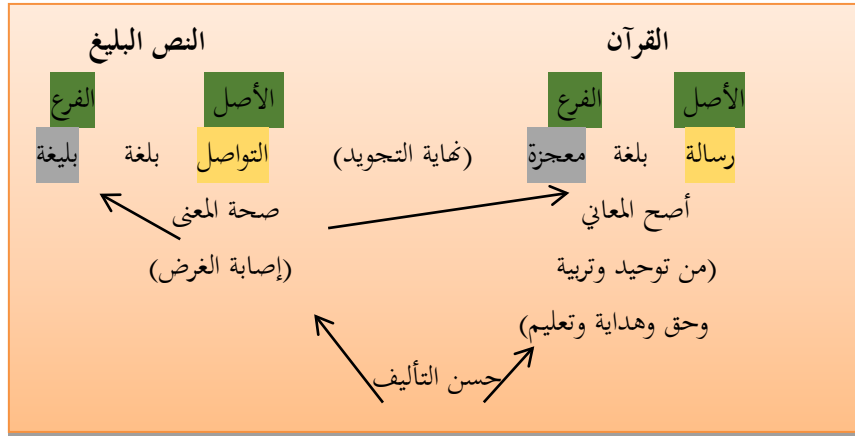 القرآن النص البليغ
الأصل الفرع الأصل الفرع
رسالة بلغة معجزة (نهاية التجويد) التواصل بلغة بليغة
أصح المعاني صحة المعنى
(من توحيد وتربية (إصابة الغرض)
وحق وهداية وتعليم)
حسن التأليف